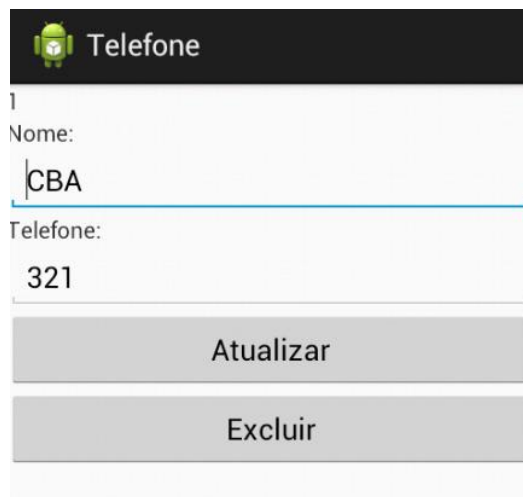 Telefone
1
Nome:
CBA
Telefone:
321
Atualizar
Excluir